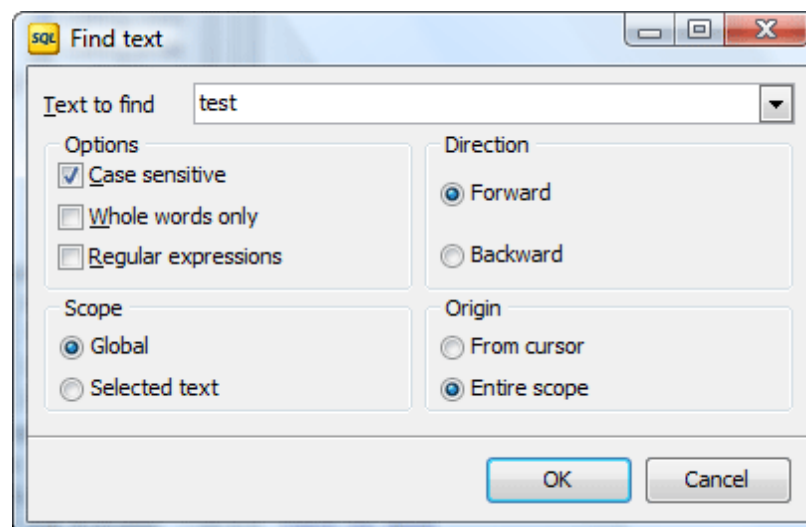 SQL Find text
Text to find test
Options
Case sensitive
Whole words only
Regular expressions
Direction
Forward
Backward
Scope
Global
Selected text
Origin
From cursor
Entire scope
OK Cancel